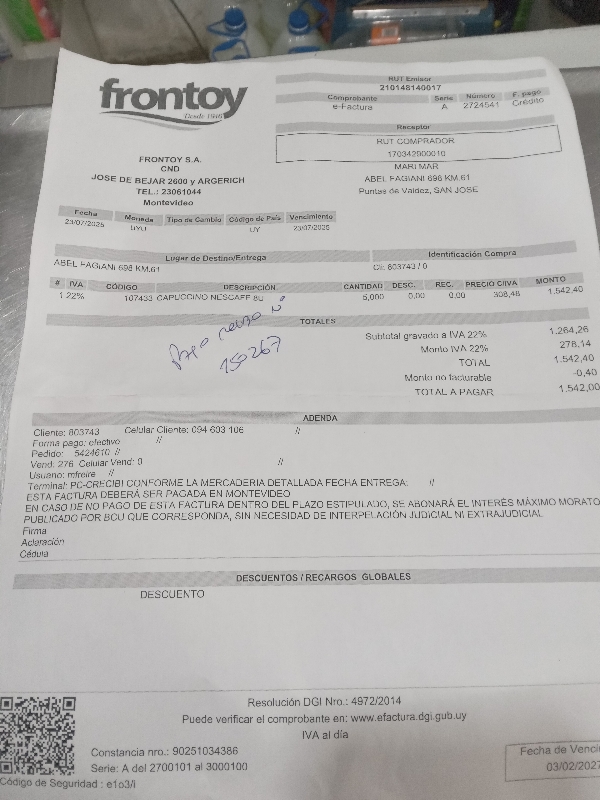 frontoy
Desde 1948
FRONTOY S.A.
CND
JOSE DE BEJAR 2600 y ARGERICH
TEL.: 23061044
Montevideo
RUT Emisor
210148140017
Comprobante Serie Número F. pago
e-Factura A 2724541 Crédito
Receptor
RUT COMPRADOR
170342900010
MARI MAR
ABEL FAGIANI 698 KM.61
Puntas de Valdez, SAN JOSE
Fecha Moneda Tipo de Cambio Código de País Vencimiento
23/07/2025 UYU UY 23/07/2025
Lugar de Destino/Entrega Identificación Compra
ABEL FAGIANI 698 KM.61 Cli: 803743 / 0
# IVA CÓDIGO DESCRIPCIÓN CANTIDAD DESC. REC. PRECIO C/IVA MONTO
1 22% 107433 CAPUCCINO NESCAFF 8U 5,000 0,00 0,00 308,48 1.542,40
TOTALES
Subtotal gravado a IVA 22% 1.264,26
Monto IVA 22% 278,14
TOTAL 1.542,40
Monto no facturable -0,40
TOTAL A PAGAR 1.542,00
150267
ADENDA
Cliente: 803743 Celular Cliente: 094 603 106 //
Forma pago: efectivo //
Pedido: 5424610 //
Vend: 276 Celular Vend: 0 //
Usuario: mfreire //
Terminal: PC-CRECIBI CONFORME LA MERCADERIA DETALLADA FECHA ENTREGA: //
ESTA FACTURA DEBERÁ SER PAGADA EN MONTEVIDEO
EN CASO DE NO PAGO DE ESTA FACTURA DENTRO DEL PLAZO ESTIPULADO, SE ABONARÁ EL INTERÉS MÁXIMO MORATO
PUBLICADO POR BCU QUE CORRESPONDA, SIN NECESIDAD DE INTERPELACIÓN JUDICIAL NI EXTRAJUDICIAL
Firma
Aclaración
Cédula
DESCUENTOS / RECARGOS GLOBALES
DESCUENTO
Resolución DGI Nro.: 4972/2014
Puede verificar el comprobante en: www.efactura.dgi.gub.uy
IVA al día
Constancia nro.: 90251034386
Serie: A del 2700101 al 3000100
Código de Seguridad : e1o3/i
Fecha de Venci
03/02/2027